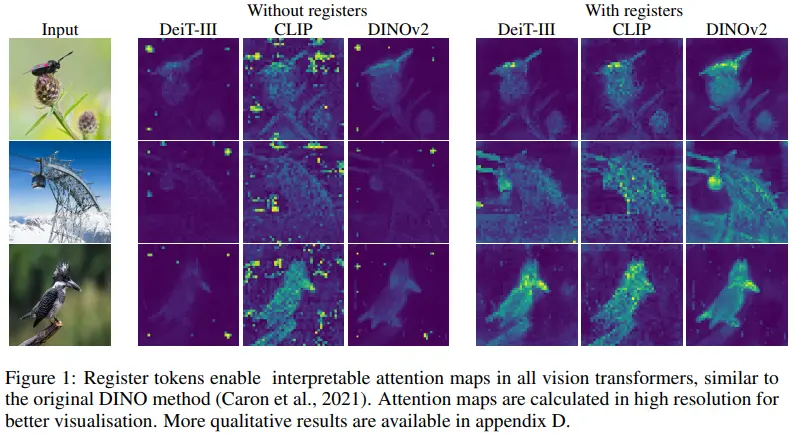 Without registers
With registers
Input
DeiT-III
CLIP
DINOv2
DeiT-III
CLIP
DINOv2
Figure 1: Register tokens enable interpretable attention maps in all vision transformers, similar to
the original DINO method (Caron et al., 2021). Attention maps are calculated in high resolution for
better visualisation. More qualitative results are available in appendix D.